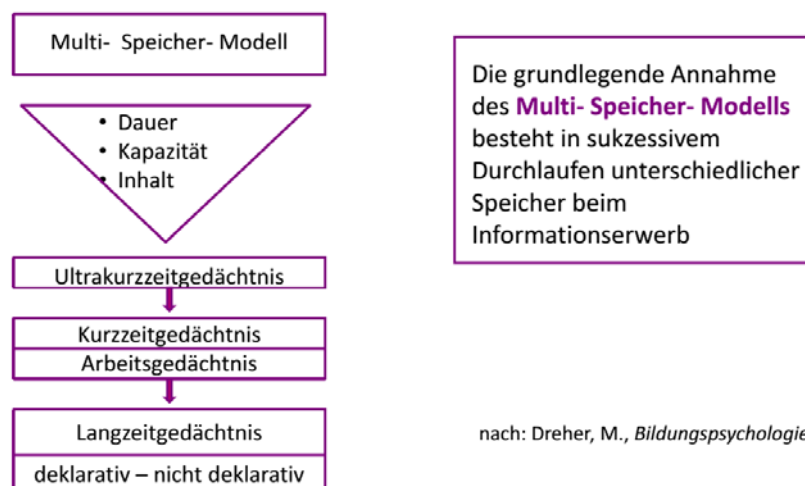 Multi- Speicher- Modell
• Dauer
• Kapazität
• Inhalt
Ultrakurzzeitgedächtnis
Kurzzeitgedächtnis
Arbeitsgedächtnis
Langzeitgedächtnis
deklarativ – nicht deklarativ
Die grundlegende Annahme
des Multi- Speicher- Modells
besteht in sukzessivem
Durchlaufen unterschiedlicher
Speicher beim
Informationserwerb
nach: Dreher, M., Bildungspsychologie